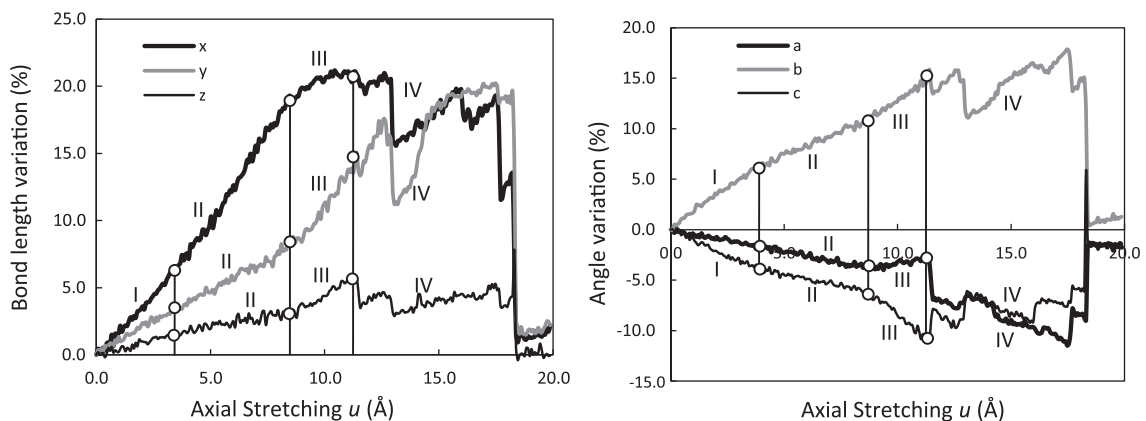 25.0
20.0
15.0
10.0
5.0
0.0
Bond length variation (%)
x
y
z
I
II
II
II
III
III
III
IV
IV
IV
0.0 5.0 10.0 15.0 20.0
Axial Stretching u (Å)
20.0
15.0
10.0
5.0
0.0
-5.0
-10.0
-15.0
Angle variation (%)
a
b
c
I
II
III
IV
0.0 5.0 10.0 15.0 20.0
I
II
II
III
III
IV
IV
Axial Stretching u (Å)